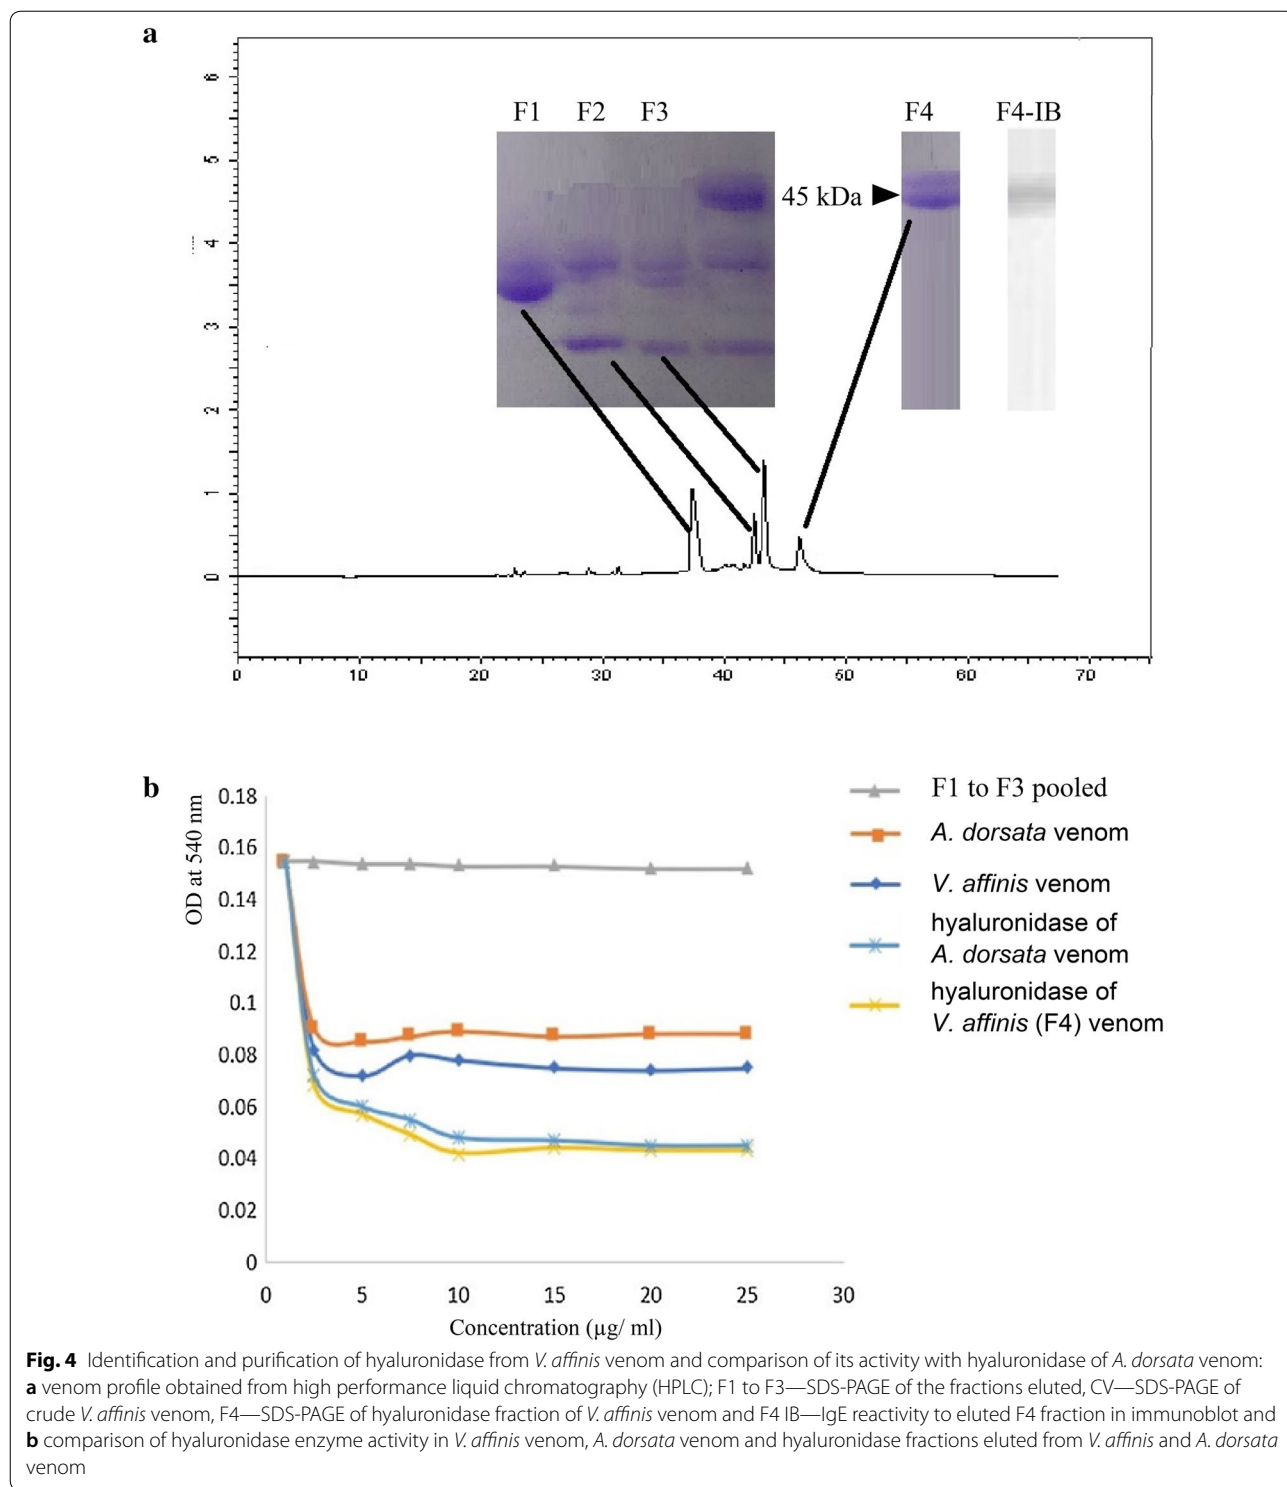 a
6
5
4
3
2
1
0
F1 F2 F3 F4 F4-IB
45 kDa
0 10 20 30 40 50 60 70
b
OD at 540 nm
0.18
0.16
0.14
0.12
0.1
0.08
0.06
0.04
0.02
0
0 5 10 15 20 25 30
Concentration (µg/ ml)
F1 to F3 pooled
A. dorsata venom
V. affinis venom
hyaluronidase of
A. dorsata venom
hyaluronidase of
V. affinis (F4) venom
Fig. 4 Identification and purification of hyaluronidase from V. affinis venom and comparison of its activity with hyaluronidase of A. dorsata venom:
a venom profile obtained from high performance liquid chromatography (HPLC); F1 to F3—SDS-PAGE of the fractions eluted, CV—SDS-PAGE of
crude V. affinis venom, F4—SDS-PAGE of hyaluronidase fraction of V. affinis venom and F4 IB—IgE reactivity to eluted F4 fraction in immunoblot and
b comparison of hyaluronidase enzyme activity in V. affinis venom, A. dorsata venom and hyaluronidase fractions eluted from V. affinis and A. dorsata
venom